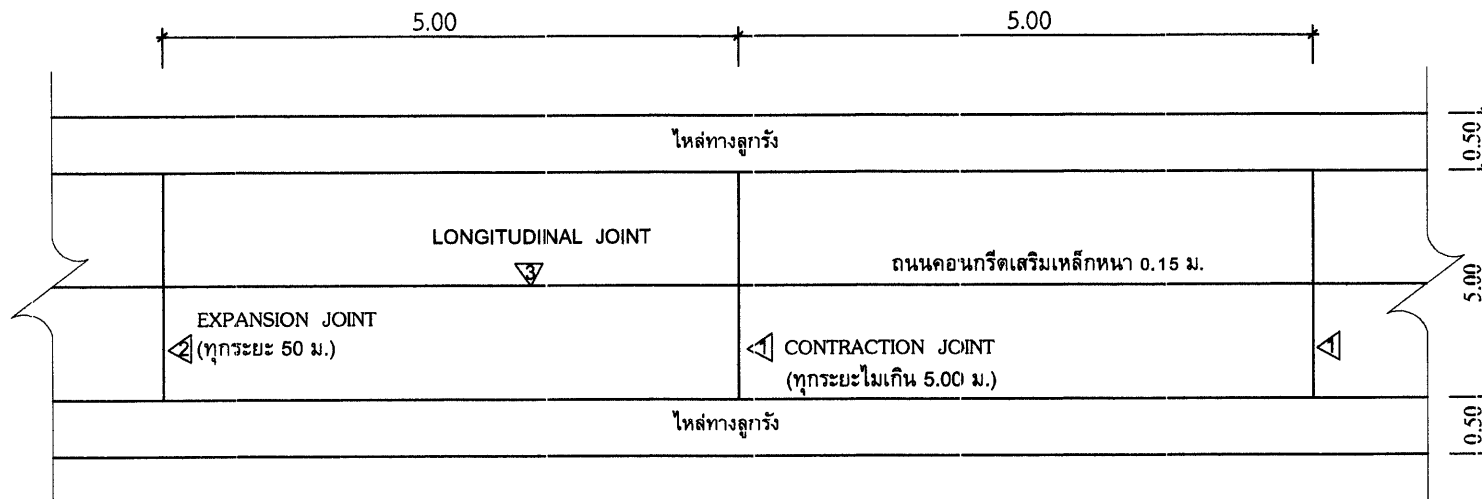 5.00 5.00
ไหล่ทางลูกรัง
0.50
LONGITUDIINAL JOINT
3
ถนนคอนกรีตเสริมเหล็กหนา 0.15 ม.
5.00
EXPANSION JOINT
2 (ทุกระยะ 50 ม.)
1 CONTRACTION JOINT
(ทุกระยะไม่เกิน 5.00 ม.)
1
ไหล่ทางลูกรัง
0.50